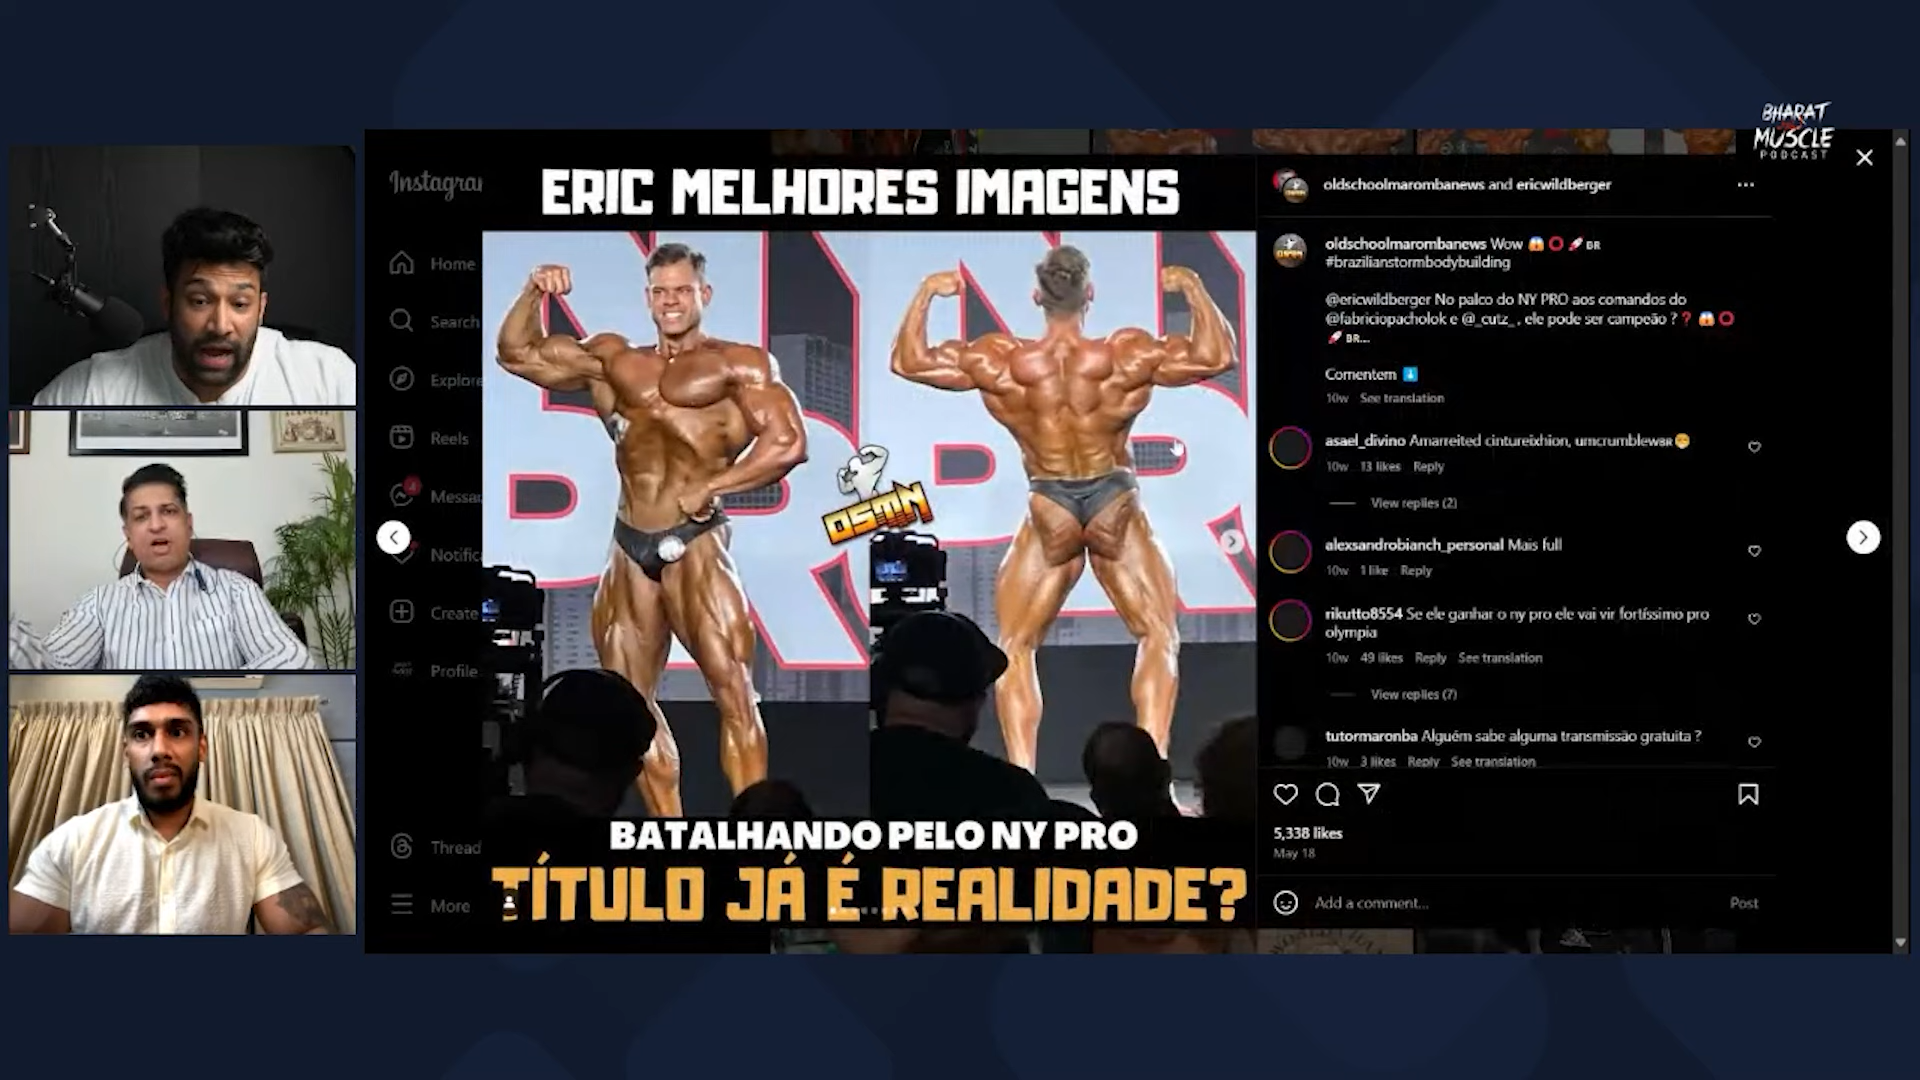 BHARAT
MUSCLE
PODCAST
Instagra
Home
Search
Explore
Reels
Messa
Notific
Create
Profile
Thread
More
ERIC MELHORES IMAGENS
OSMN
BATALHANDO PELO NY PRO
TÍTULO JÁ É REALIDADE?
oldschoolmarombanews and ericwildberger
oldschoolmarombanews Wow 😱 ⭕ 🚀 BR
#brazilianstormbodybuilding
@ericwildberger No palco do NY PRO aos comandos do
@fabriciopacholok e @_cutz_ , ele pode ser campeão ?❓ 😱 ⭕
🚀 BR...
Comentem ⬇️
10w See translation
asael_divino Amarreited cintureixhion, umcrumblewBR😁
10w 13 likes Reply
View replies (2)
alexsandrobianch_personal Mais full
10w 1 like Reply
rikutto8554 Se ele ganhar o ny pro ele vai vir fortíssimo pro
olympia
10w 49 likes Reply See translation
View replies (7)
tutormaronba Alguém sabe alguma transmissão gratuita ?
10w 3 likes Reply See translation
5,338 likes
May 18
Add a comment... Post